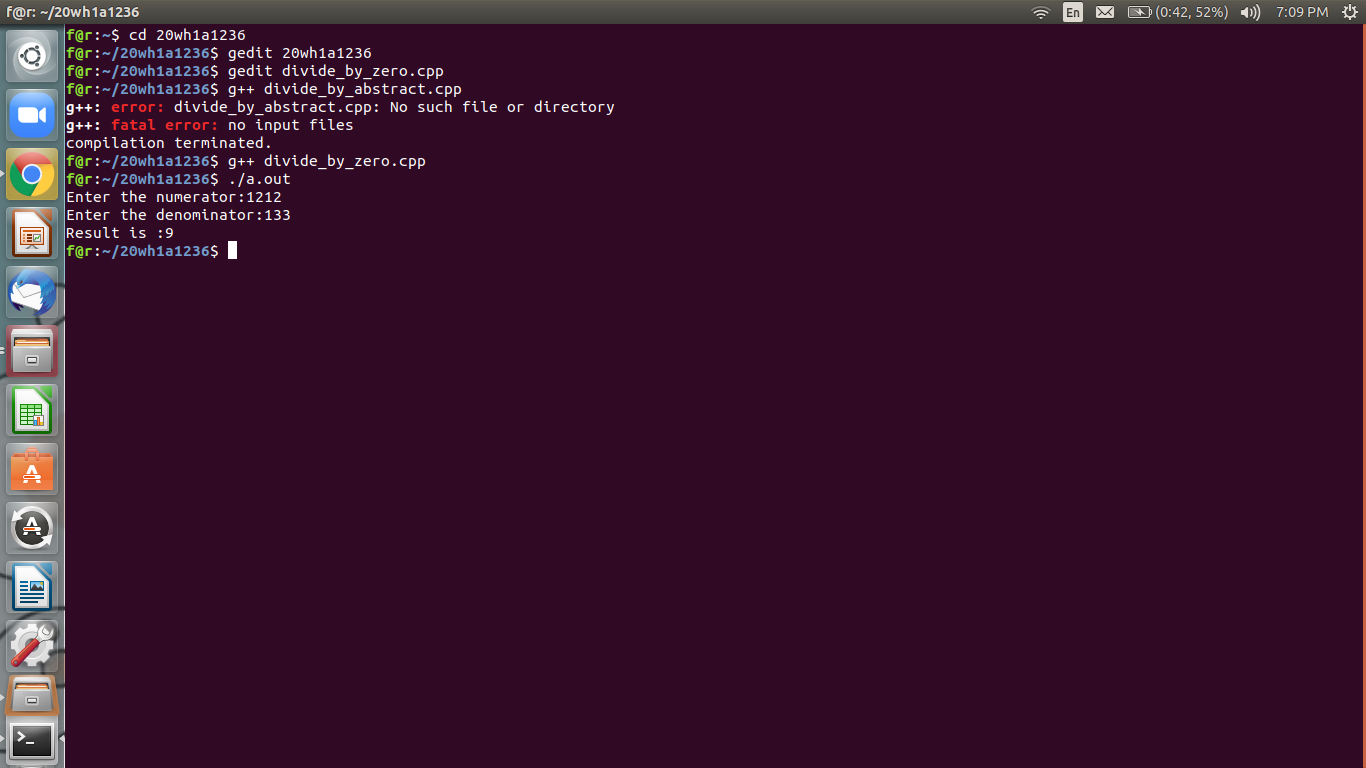 f@r: ~/20wh1a1236
En
(0:42, 52%)
7:09 PM
f@r:~$ cd 20wh1a1236
f@r:~/20wh1a1236$ gedit 20wh1a1236
f@r:~/20wh1a1236$ gedit divide_by_zero.cpp
f@r:~/20wh1a1236$ g++ divide_by_abstract.cpp
g++: error: divide_by_abstract.cpp: No such file or directory
g++: fatal error: no input files
compilation terminated.
f@r:~/20wh1a1236$ g++ divide_by_zero.cpp
f@r:~/20wh1a1236$ ./a.out
Enter the numerator:1212
Enter the denominator:133
Result is :9
f@r:~/20wh1a1236$